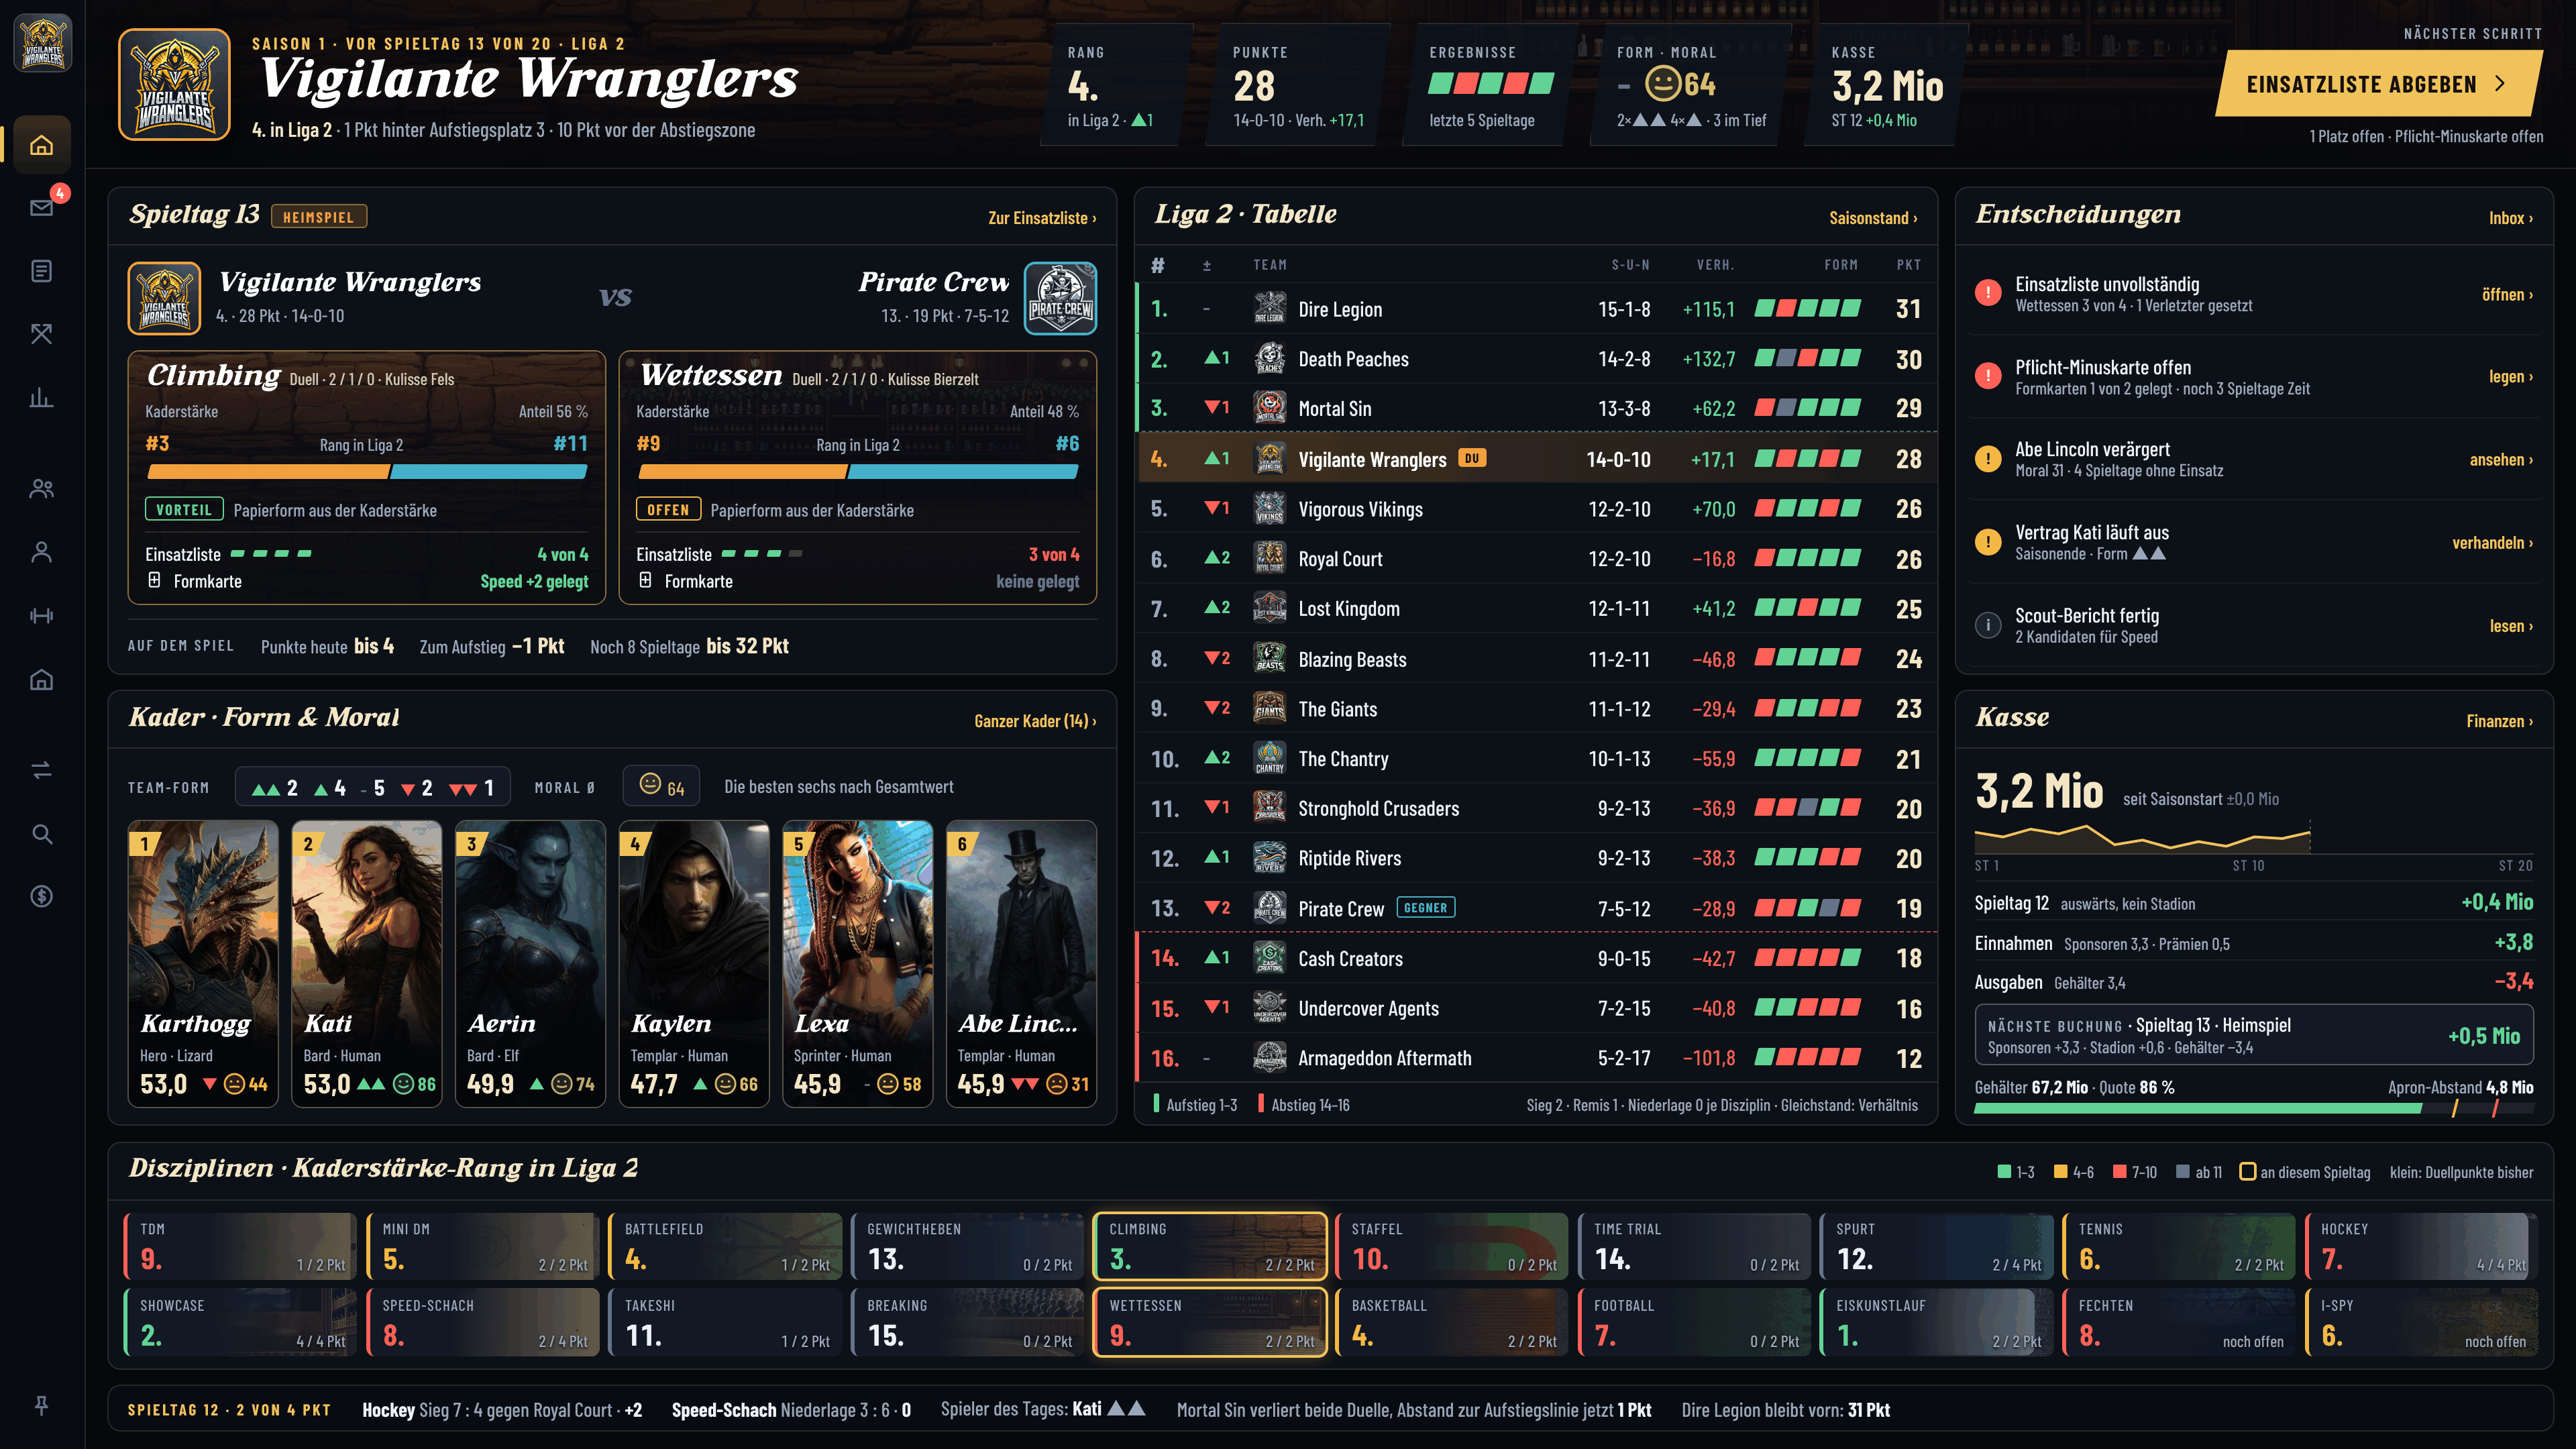 VIGILANTE WRANGLERS
SAISON 1 · VOR SPIELTAG 13 VON 20 · LIGA 2
Vigilante Wranglers
4. in Liga 2 · 1 Pkt hinter Aufstiegsplatz 3 · 10 Pkt vor der Abstiegszone
RANG
4.
in Liga 2 · ▲1
PUNKTE
28
14-0-10 · Verh. +17,1
ERGEBNISSE
letzte 5 Spieltage
FORM · MORAL
– 64
2×▲▲ 4×▲ · 3 im Tief
KASSE
3,2 Mio
ST 12 +0,4 Mio
NÄCHSTER SCHRITT
EINSATZLISTE ABGEBEN ›
1 Platz offen · Pflicht-Minuskarte offen
4
Spieltag 13 HEIMSPIEL Zur Einsatzliste ›
Vigilante Wranglers
4. · 28 Pkt · 14-0-10
vs
Pirate Crew
13. · 19 Pkt · 7-5-12
Climbing Duell · 2 / 1 / 0 · Kulisse Fels
Kaderstärke Anteil 56 %
#3 Rang in Liga 2 #11
VORTEIL Papierform aus der Kaderstärke
Einsatzliste 4 von 4
Formkarte Speed +2 gelegt
Wettessen Duell · 2 / 1 / 0 · Kulisse Bierzelt
Kaderstärke Anteil 48 %
#9 Rang in Liga 2 #6
OFFEN Papierform aus der Kaderstärke
Einsatzliste 3 von 4
Formkarte keine gelegt
AUF DEM SPIEL Punkte heute bis 4 Zum Aufstieg −1 Pkt Noch 8 Spieltage bis 32 Pkt
Kader · Form & Moral Ganzer Kader (14) ›
TEAM-FORM ▲▲ 2 ▲ 4 - 5 ▼ 2 ▼▼ 1 MORAL Ø 64 Die besten sechs nach Gesamtwert
1
Karthogg
Hero · Lizard
53,0 ▼ 44
2
Kati
Bard · Human
53,0 ▲▲ 86
3
Aerin
Bard · Elf
49,9 ▲ 74
4
Kaylen
Templar · Human
47,7 ▲ 66
5
Lexa
Sprinter · Human
45,9 - 58
6
Abe Linc...
Templar · Human
45,9 ▼▼ 31
Liga 2 · Tabelle Saisonstand ›
# ± TEAM S-U-N VERH. FORM PKT
1. - Dire Legion 15-1-8 +115,1 31
2. ▲1 Death Peaches 14-2-8 +132,7 30
3. ▼1 Mortal Sin 13-3-8 +62,2 29
4. ▲1 Vigilante Wranglers DU 14-0-10 +17,1 28
5. ▼1 Vigorous Vikings 12-2-10 +70,0 26
6. ▲2 Royal Court 12-2-10 −16,8 26
7. ▲2 Lost Kingdom 12-1-11 +41,2 25
8. ▼2 Blazing Beasts 11-2-11 −46,8 24
9. ▼2 The Giants 11-1-12 −29,4 23
10. ▲2 The Chantry 10-1-13 −55,9 21
11. ▼1 Stronghold Crusaders 9-2-13 −36,9 20
12. ▲1 Riptide Rivers 9-2-13 −38,3 20
13. ▼2 Pirate Crew GEGNER 7-5-12 −28,9 19
14. ▲1 Cash Creators 9-0-15 −42,7 18
15. ▼1 Undercover Agents 7-2-15 −40,8 16
16. - Armageddon Aftermath 5-2-17 −101,8 12
Aufstieg 1–3 Abstieg 14–16 Sieg 2 · Remis 1 · Niederlage 0 je Disziplin · Gleichstand: Verhältnis
Entscheidungen Inbox ›
! Einsatzliste unvollständig
Wettessen 3 von 4 · 1 Verletzter gesetzt
öffnen ›
! Pflicht-Minuskarte offen
Formkarten 1 von 2 gelegt · noch 3 Spieltage Zeit
legen ›
! Abe Lincoln verärgert
Moral 31 · 4 Spieltage ohne Einsatz
ansehen ›
! Vertrag Kati läuft aus
Saisonende · Form ▲▲
verhandeln ›
i Scout-Bericht fertig
2 Kandidaten für Speed
lesen ›
Kasse Finanzen ›
3,2 Mio seit Saisonstart ±0,0 Mio
ST 1 ST 10 ST 20
Spieltag 12 auswärts, kein Stadion +0,4 Mio
Einnahmen Sponsoren 3,3 · Prämien 0,5 +3,8
Ausgaben Gehälter 3,4 −3,4
NÄCHSTE BUCHUNG · Spieltag 13 · Heimspiel
Sponsoren +3,3 · Stadion +0,6 · Gehälter −3,4
+0,5 Mio
Gehälter 67,2 Mio · Quote 86 % Apron-Abstand 4,8 Mio
Disziplinen · Kaderstärke-Rang in Liga 2
1–3 4–6 7–10 ab 11 an diesem Spieltag klein: Duellpunkte bisher
TDM
9. 1 / 2 Pkt
MINI DM
5. 2 / 2 Pkt
BATTLEFIELD
4. 1 / 2 Pkt
GEWICHTHEBEN
13. 0 / 2 Pkt
CLIMBING
3. 2 / 2 Pkt
STAFFEL
10. 0 / 2 Pkt
TIME TRIAL
14. 0 / 2 Pkt
SPURT
12. 2 / 4 Pkt
TENNIS
6. 2 / 2 Pkt
HOCKEY
7. 4 / 4 Pkt
SHOWCASE
2. 4 / 4 Pkt
SPEED-SCHACH
8. 2 / 4 Pkt
TAKESHI
11. 1 / 2 Pkt
BREAKING
15. 0 / 2 Pkt
WETTESSEN
9. 2 / 2 Pkt
BASKETBALL
4. 2 / 2 Pkt
FOOTBALL
7. 0 / 2 Pkt
EISKUNSTLAUF
1. 2 / 2 Pkt
FECHTEN
8. noch offen
I-SPY
6. noch offen
SPIELTAG 12 · 2 VON 4 PKT Hockey Sieg 7 : 4 gegen Royal Court · +2 Speed-Schach Niederlage 3 : 6 · 0 Spieler des Tages: Kati ▲▲ Mortal Sin verliert beide Duelle, Abstand zur Aufstiegslinie jetzt 1 Pkt Dire Legion bleibt vorn: 31 Pkt